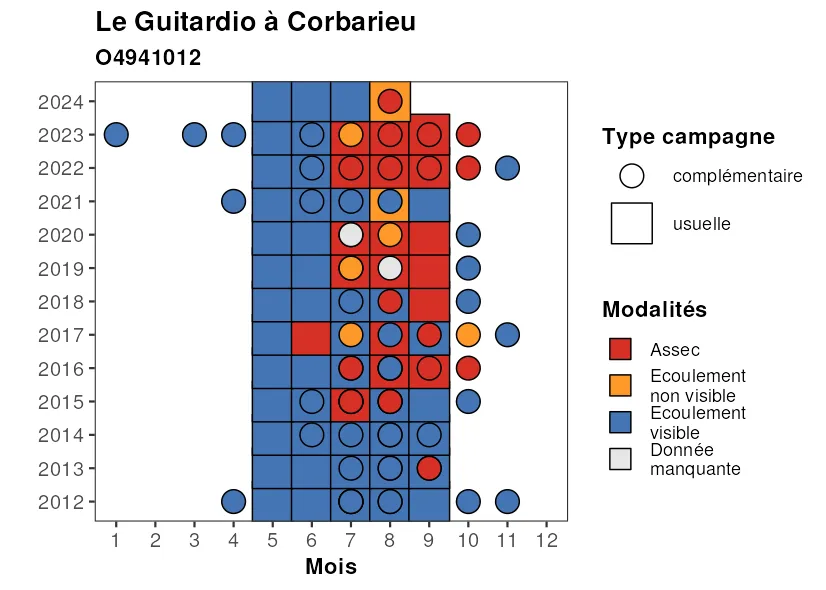 Le Guitardio à Corbarieu
O4941012
2024
2023
2022
2021
2020
2019
2018
2017
2016
2015
2014
2013
2012
1 2 3 4 5 6 7 8 9 10 11 12
Mois
Type campagne
complémentaire
usuelle
Modalités
Assec
Ecoulement
non visible
Ecoulement
visible
Donnée
manquante